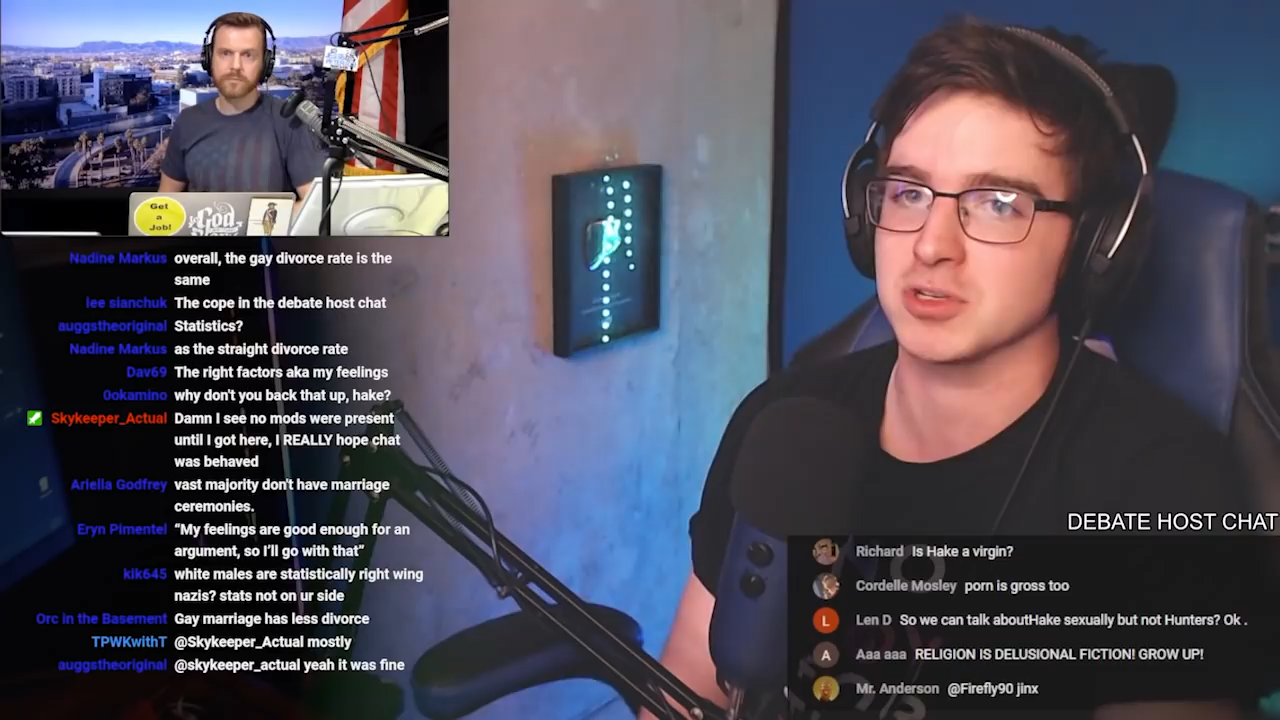 Get
a
Job!
God
Nadine Markus overall, the gay divorce rate is the
same
lee sianchuk The cope in the debate host chat
auggstheoriginal Statistics?
Nadine Markus as the straight divorce rate
Dav69 The right factors aka my feelings
0okamino why don't you back that up, hake?
Skykeeper_Actual Damn I see no mods were present
until I got here, I REALLY hope chat
was behaved
Ariella Godfrey vast majority don't have marriage
ceremonies.
Eryn Pimentel “My feelings are good enough for an
argument, so I’ll go with that”
kik645 white males are statistically right wing
nazis? stats not on ur side
Orc in the Basement Gay marriage has less divorce
TPWKwithT @Skykeeper_Actual mostly
auggstheoriginal @skykeeper_actual yeah it was fine
DEBATE HOST CHAT
Richard Is Hake a virgin?
Cordelle Mosley porn is gross too
L Len D So we can talk aboutHake sexually but not Hunters? Ok .
A Aaa aaa RELIGION IS DELUSIONAL FICTION! GROW UP!
Mr. Anderson @Firefly90 jinx